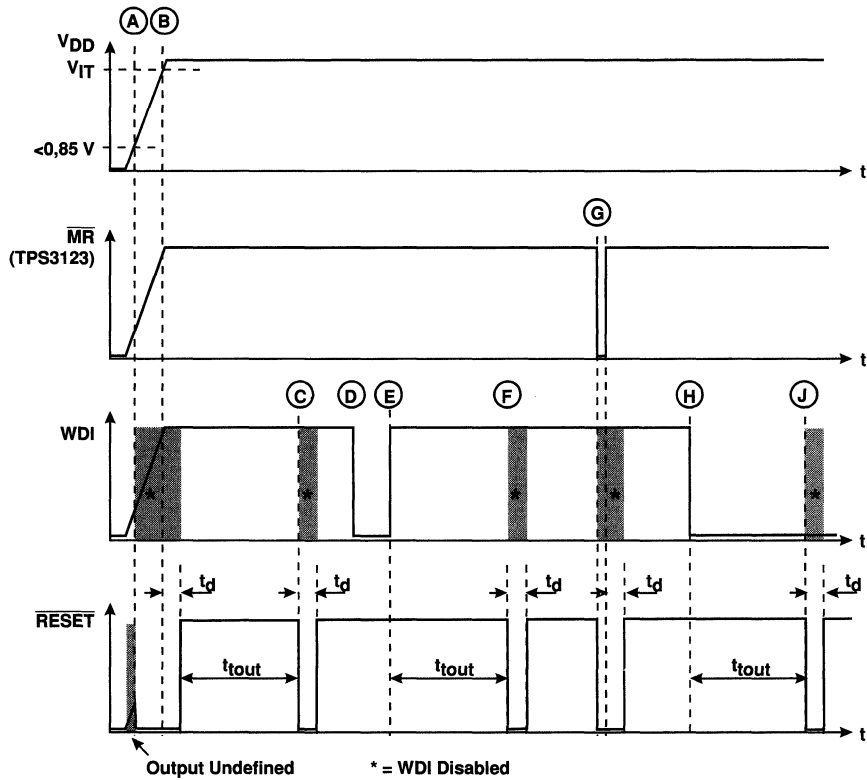 A B
VDD
VIT
<0,85 V
t
G
MR
(TPS3123)
t
C D E F H J
WDI
* * * * *
t
td td td td td
RESET
ttout ttout ttout
t
Output Undefined * = WDI Disabled